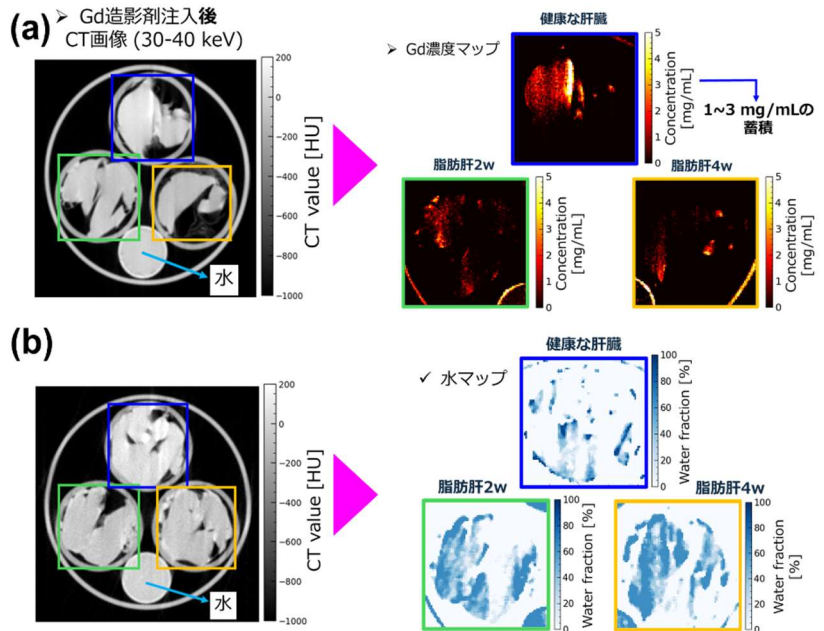 (a)
➢ Gd造影剤注入後
CT画像 (30-40 keV)
200
0
−200
−400
−600
−800
−1000
CT value [HU]
水
➢ Gd濃度マップ
健康な肝臓
5
4
3
2
1
0
Concentration
[mg/mL]
1~3 mg/mLの
蓄積
脂肪肝2w
5
4
3
2
1
0
Concentration
[mg/mL]
脂肪肝4w
5
4
3
2
1
0
Concentration
[mg/mL]
(b)
200
0
−200
−400
−600
−800
−1000
CT value [HU]
水
✓ 水マップ
健康な肝臓
100
80
60
40
20
0
Water fraction [%]
脂肪肝2w
100
80
60
40
20
0
Water fraction [%]
脂肪肝4w
100
80
60
40
20
0
Water fraction
[%]